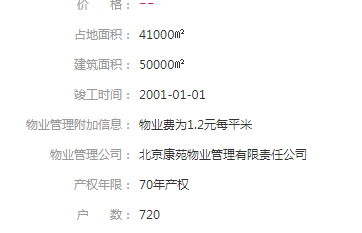 价 格： --
占地面积： 41000㎡
建筑面积： 50000㎡
竣工时间： 2001-01-01
物业管理附加信息： 物业费为1.2元每平米
物业管理公司： 北京康苑物业管理有限责任公司
产权年限： 70年产权
户 数： 720